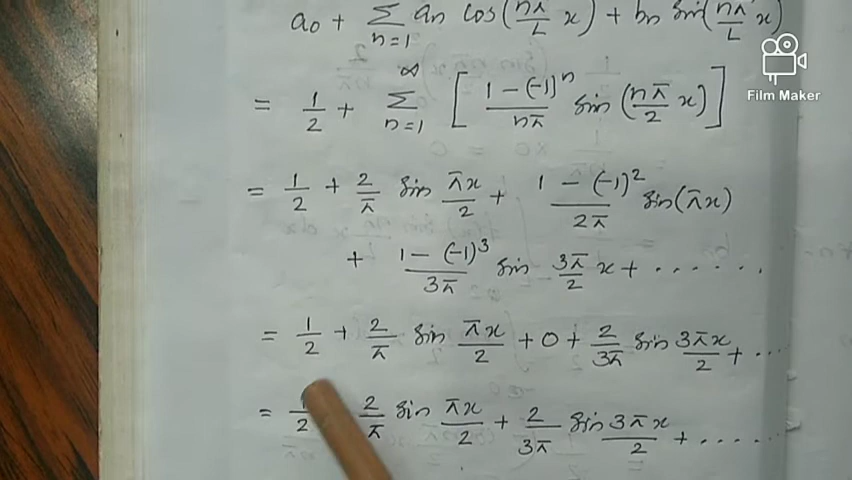 a₀ + Σ_{n=1} aₙ cos(nπ/L x) + bₙ sin(nπ/L x)
Film Maker
= 1/2 + Σ_{n=1}^{∞} [ (1 - (-1)ⁿ)/(nπ) sin(nπ/2 x) ]
= 1/2 + 2/π sin πx/2 + (1 - (-1)²)/(2π) sin(πx)
+ (1 - (-1)³)/(3π) sin 3π/2 x + .......
= 1/2 + 2/π sin πx/2 + 0 + 2/(3π) sin 3πx/2 + ...
= 1/2 2/π sin πx/2 + 2/(3π) sin 3πx/2 + .....